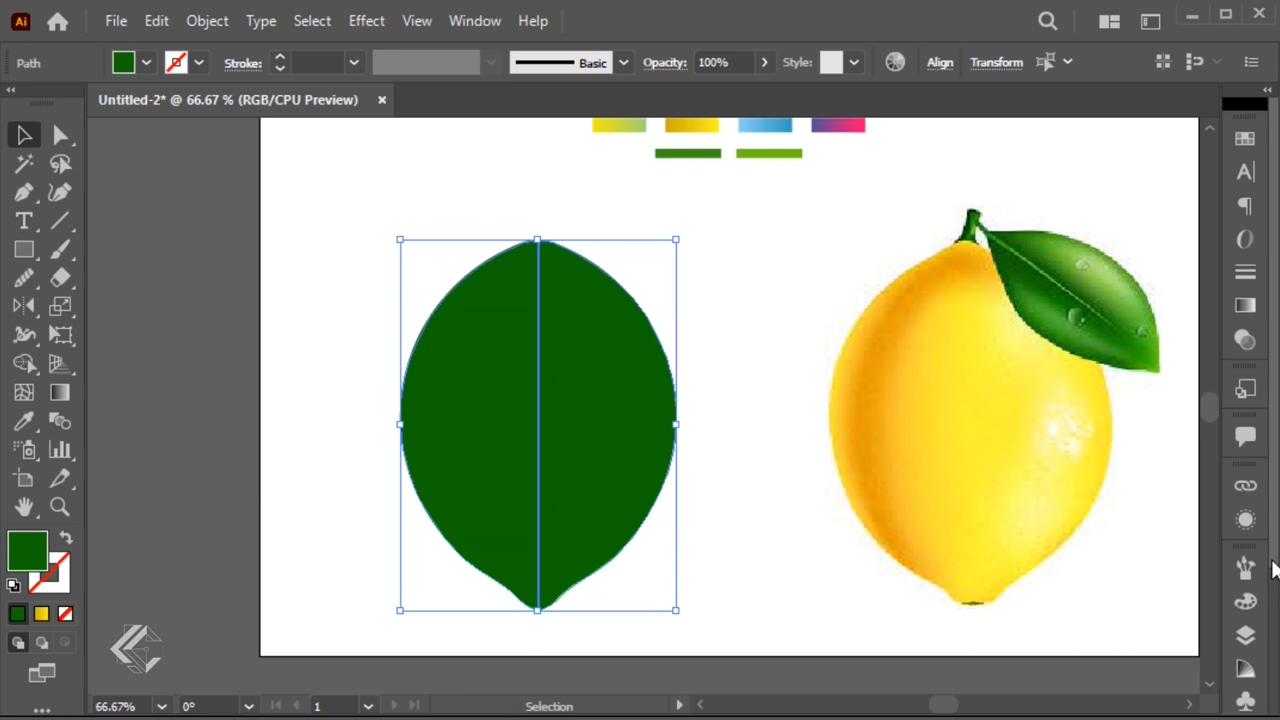 Ai File Edit Object Type Select Effect View Window Help
Path Stroke: Basic Opacity: 100% Style: Align Transform
Untitled-2* @ 66.67 % (RGB/CPU Preview)
66.67% 0° 1 Selection